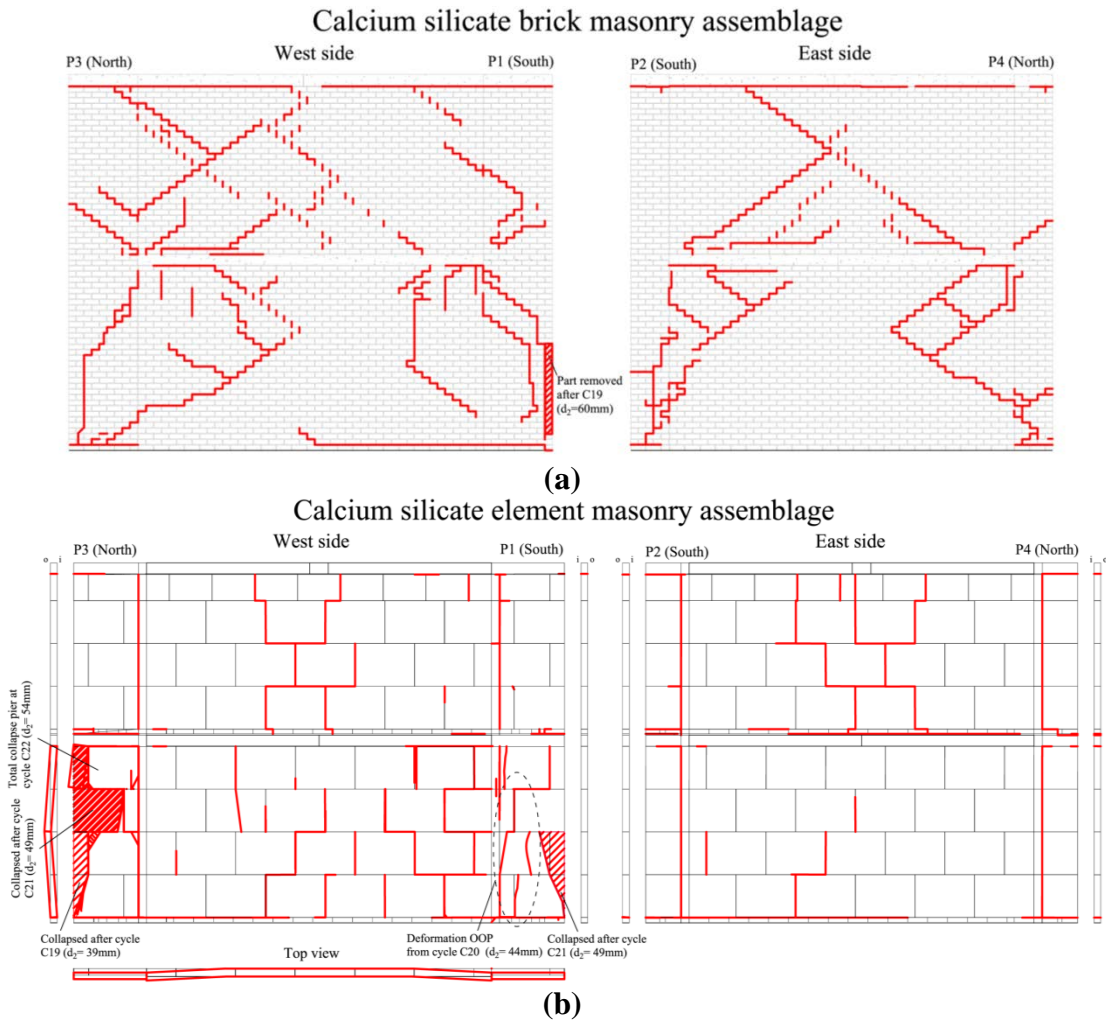 Calcium silicate brick masonry assemblage
West side
East side
P3 (North)
P1 (South)
P2 (South)
P4 (North)
Part removed
after C19
(d₂=60mm)
(a)
Calcium silicate element masonry assemblage
West side
East side
P3 (North)
P1 (South)
P2 (South)
P4 (North)
o i
i o
o i
i o
Total collapse pier at
cycle C22 (d₂= 54mm)
Collapsed after cycle
C21 (d₂= 49mm)
Collapsed after cycle
C19 (d₂= 39mm)
Top view
Deformation OOP
from cycle C20 (d₂= 44mm)
Collapsed after cycle
C21 (d₂= 49mm)
(b)